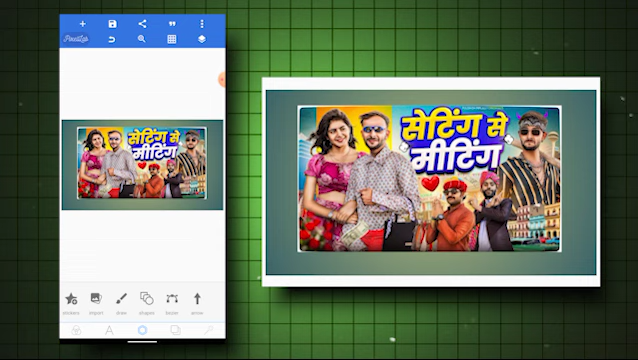 PixelLab
सेटिंग से
मीटिंग
सेटिंग से
मीटिंग
stickers
import
draw
shapes
bezier
arrow